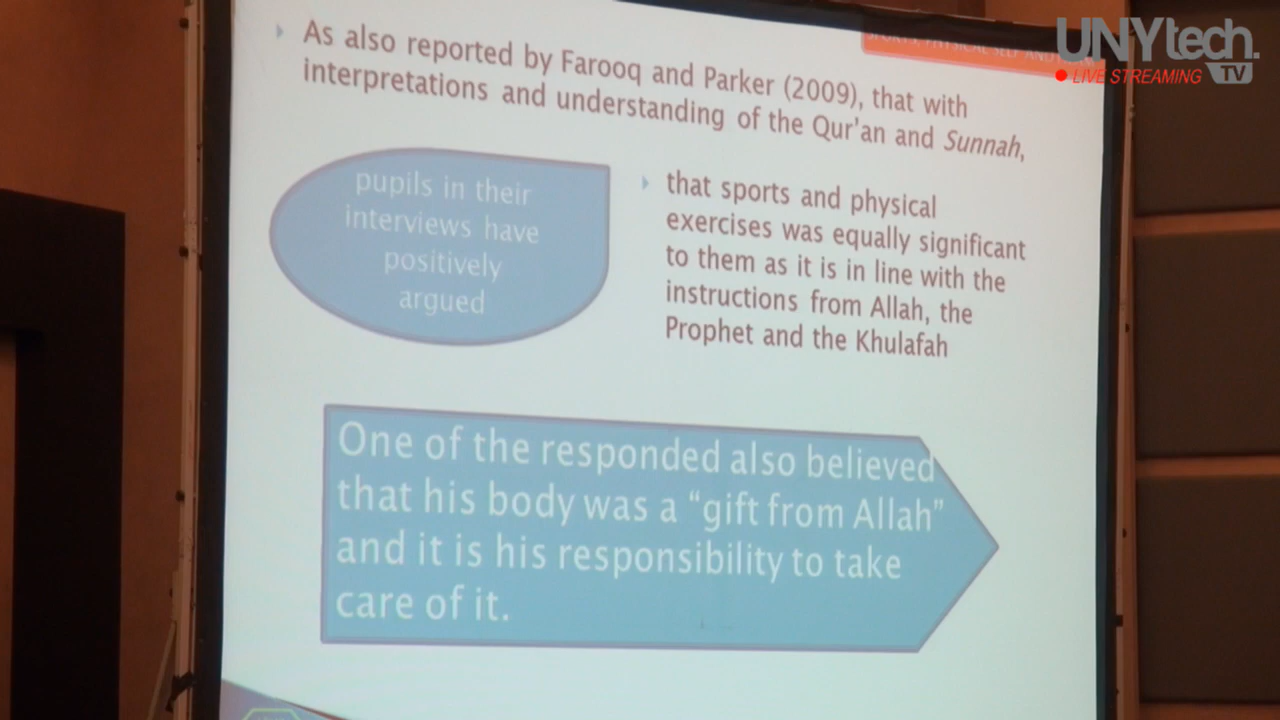 UNYtech.
TV
LIVE STREAMING
SPORTS, PHYSICAL SELF AND
As also reported by Farooq and Parker (2009), that with
interpretations and understanding of the Qur'an and Sunnah,
pupils in their
interviews have
positively
argued
that sports and physical
exercises was equally significant
to them as it is in line with the
instructions from Allah, the
Prophet and the Khulafah
One of the responded also believed
that his body was a “gift from Allah”
and it is his responsibility to take
care of it.